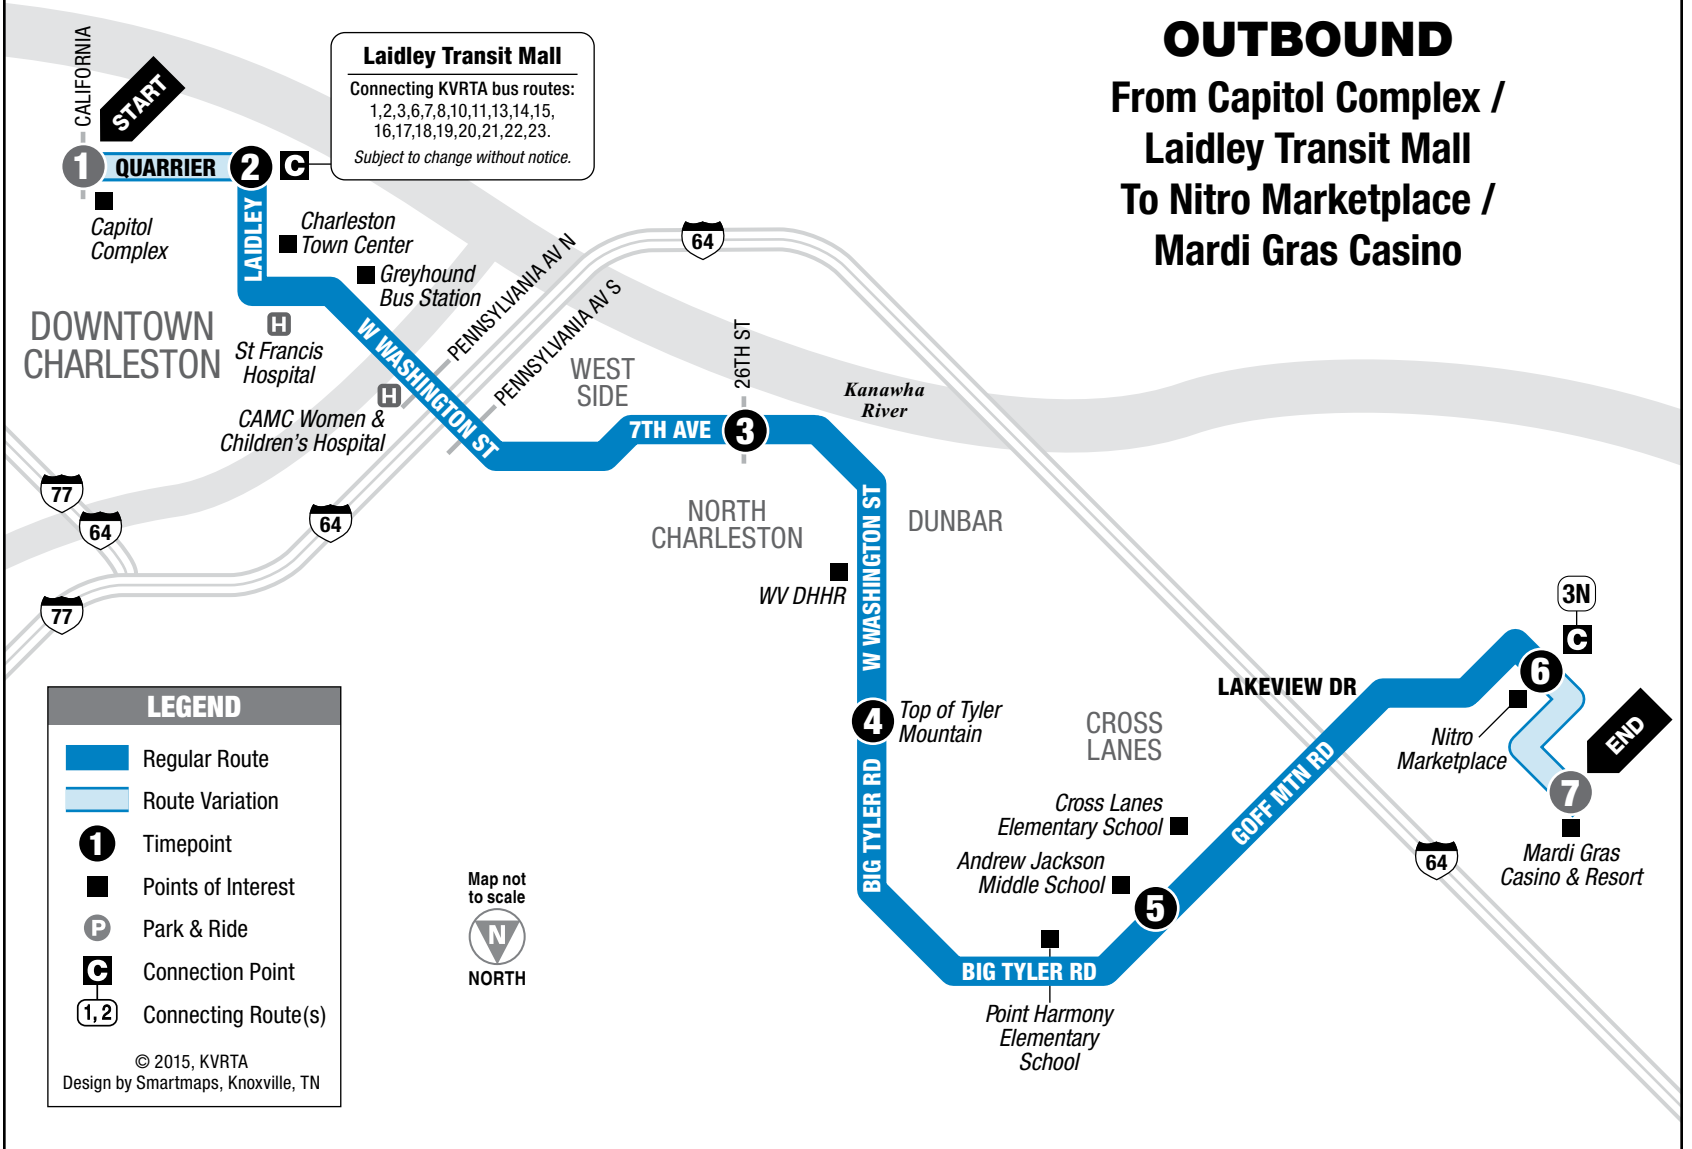 OUTBOUND
From Capitol Complex /
Laidley Transit Mall
To Nitro Marketplace /
Mardi Gras Casino
CALIFORNIA
START
Laidley Transit Mall
Connecting KVRTA bus routes:
1,2,3,6,7,8,10,11,13,14,15,
16,17,18,19,20,21,22,23.
Subject to change without notice.
1
QUARRIER
2
C
Capitol
Complex
LAIDLEY
Charleston
Town Center
Greyhound
Bus Station
PENNSYLVANIA AV N
PENNSYLVANIA AV S
64
DOWNTOWN
CHARLESTON
H
St Francis
Hospital
W WASHINGTON ST
H
CAMC Women &
Children's Hospital
WEST
SIDE
26TH ST
7TH AVE
3
Kanawha
River
77
64
64
77
NORTH
CHARLESTON
DUNBAR
W WASHINGTON ST
WV DHHR
4
Top of Tyler
Mountain
BIG TYLER RD
CROSS
LANES
Cross Lanes
Elementary School
Andrew Jackson
Middle School
5
BIG TYLER RD
Point Harmony
Elementary
School
GOFF MTN RD
LAKEVIEW DR
64
3N
C
6
Nitro
Marketplace
END
7
Mardi Gras
Casino & Resort
LEGEND
Regular Route
Route Variation
1 Timepoint
Points of Interest
P Park & Ride
C Connection Point
1, 2 Connecting Route(s)
© 2015, KVRTA
Design by Smartmaps, Knoxville, TN
Map not
to scale
N
NORTH